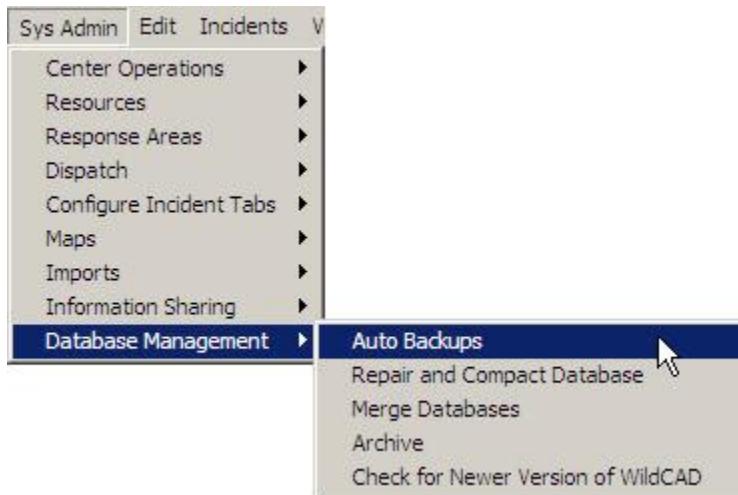 Sys Admin Edit Incidents
Center Operations
Resources
Response Areas
Dispatch
Configure Incident Tabs
Maps
Imports
Information Sharing
Database Management
Auto Backups
Repair and Compact Database
Merge Databases
Archive
Check for Newer Version of WildCAD